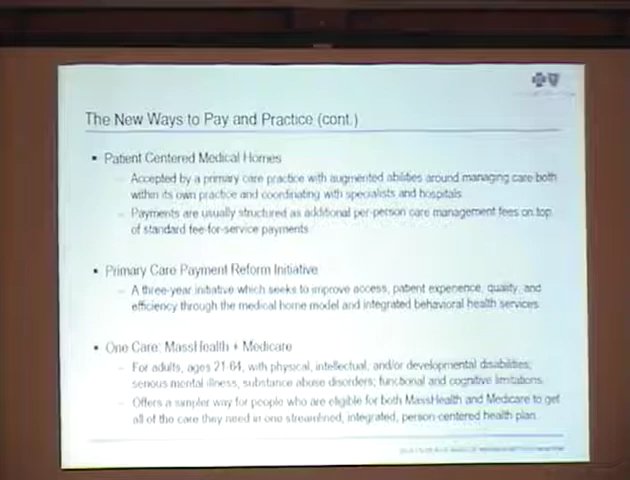 The New Ways to Pay and Practice (cont.)
▪ Patient Centered Medical Homes
– Accepted by a primary care practice with augmented abilities around managing care both
within its own practice and coordinating with specialists and hospitals
– Payments are usually structured as additional per-person care management fees on top
of standard fee-for-service payments
▪ Primary Care Payment Reform Initiative
– A three-year initiative which seeks to improve access, patient experience, quality, and
efficiency through the medical home model and integrated behavioral health services.
▪ One Care: MassHealth + Medicare
– For adults, ages 21-64, with physical, intellectual, and/or developmental disabilities;
serious mental illness, substance abuse disorders; functional and cognitive limitations.
– Offers a simpler way for people who are eligible for both MassHealth and Medicare to get
all of the care they need in one streamlined, integrated, person-centered health plan.